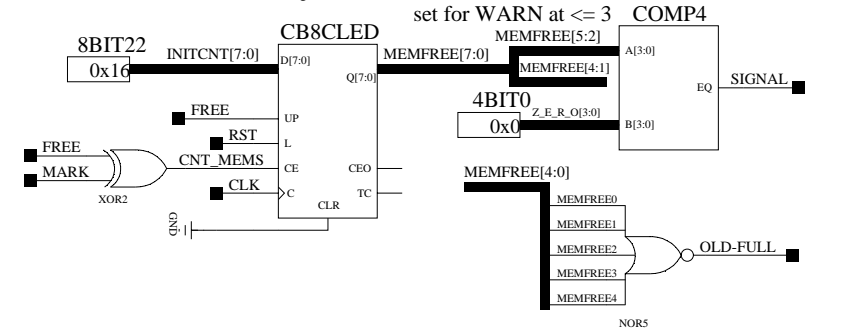 set for WARN at <= 3
COMP4
8BIT22
0x16
INITCNT[7:0]
CB8CLED
D[7:0]
Q[7:0]
UP
L
CE
C
CEO
TC
CLR
MEMFREE[7:0]
MEMFREE[5:2]
MEMFREE[4:1]
A[3:0]
B[3:0]
EQ
SIGNAL
4BIT0
0x0
Z_E_R_O[3:0]
FREE
RST
CNT_MEMS
CLK
FREE
MARK
XOR2
GND
MEMFREE[4:0]
MEMFREE0
MEMFREE1
MEMFREE2
MEMFREE3
MEMFREE4
OLD-FULL
NOR5